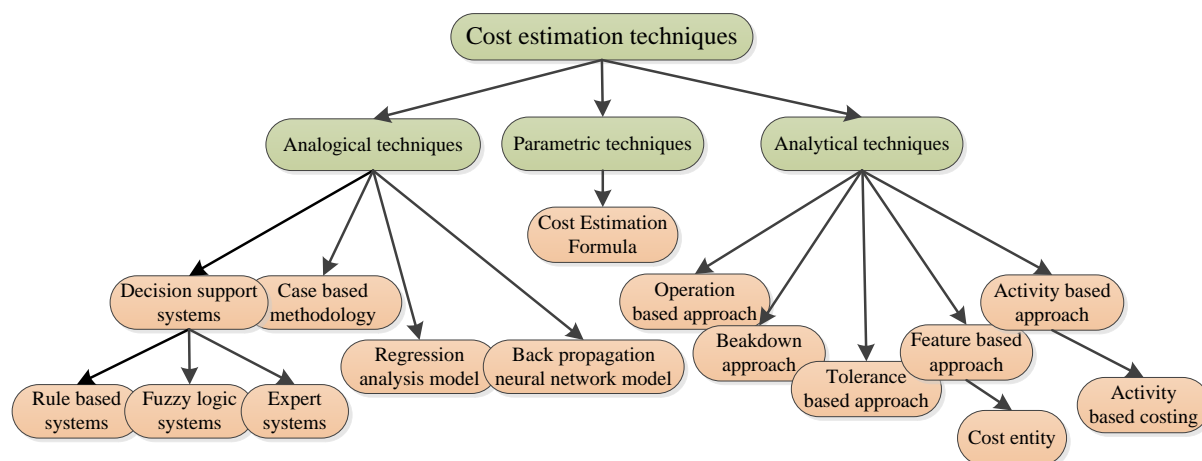 Cost estimation techniques
Analogical techniques
Parametric techniques
Analytical techniques
Cost Estimation
Formula
Decision support
systems
Case based
methodology
Operation
based approach
Activity based
approach
Regression
analysis model
Back propagation
neural network model
Beakdown
approach
Tolerance
based approach
Feature based
approach
Rule based
systems
Fuzzy logic
systems
Expert
systems
Cost entity
Activity
based costing